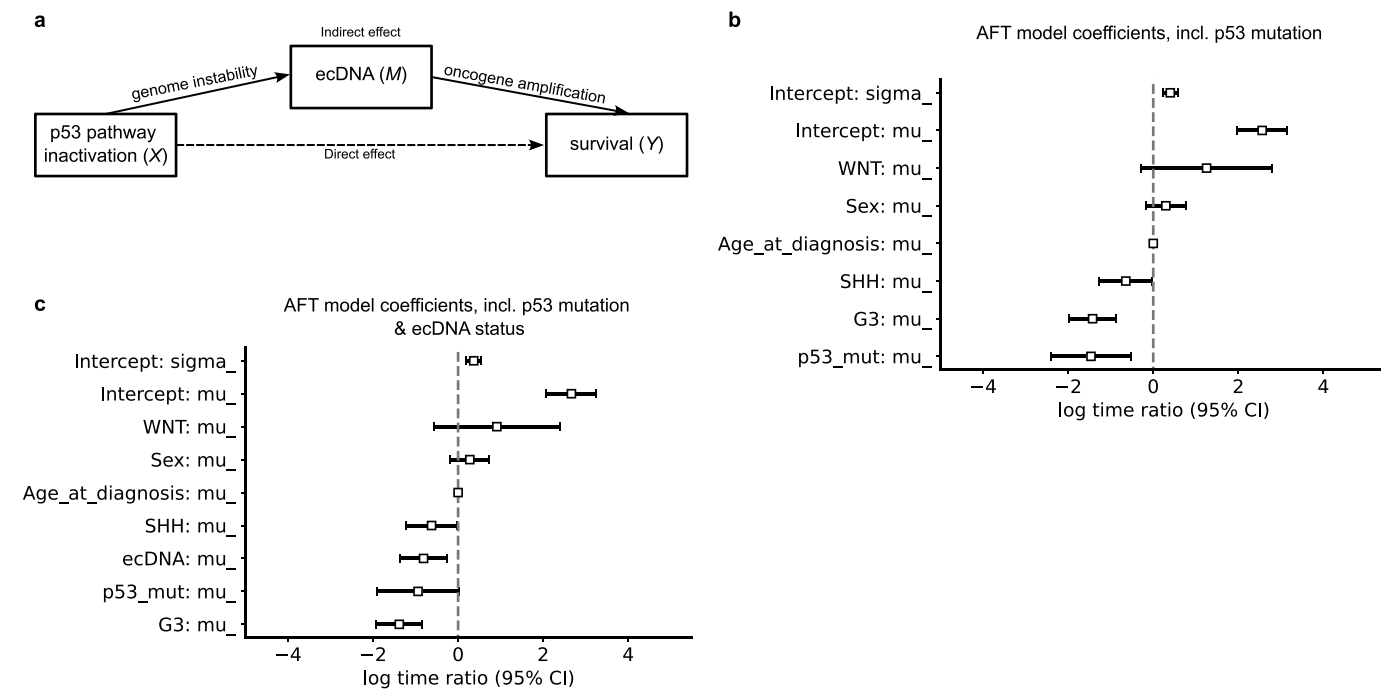 a
Indirect effect
ecDNA (M)
genome instability
oncogene amplification
p53 pathway
inactivation (X)
Direct effect
survival (Y)
b
AFT model coefficients, incl. p53 mutation
Intercept: sigma_
Intercept: mu_
WNT: mu_
Sex: mu_
Age_at_diagnosis: mu_
SHH: mu_
G3: mu_
p53_mut: mu_
−4 −2 0 2 4
log time ratio (95% CI)
c
AFT model coefficients, incl. p53 mutation
& ecDNA status
Intercept: sigma_
Intercept: mu_
WNT: mu_
Sex: mu_
Age_at_diagnosis: mu_
SHH: mu_
ecDNA: mu_
p53_mut: mu_
G3: mu_
−4 −2 0 2 4
log time ratio (95% CI)